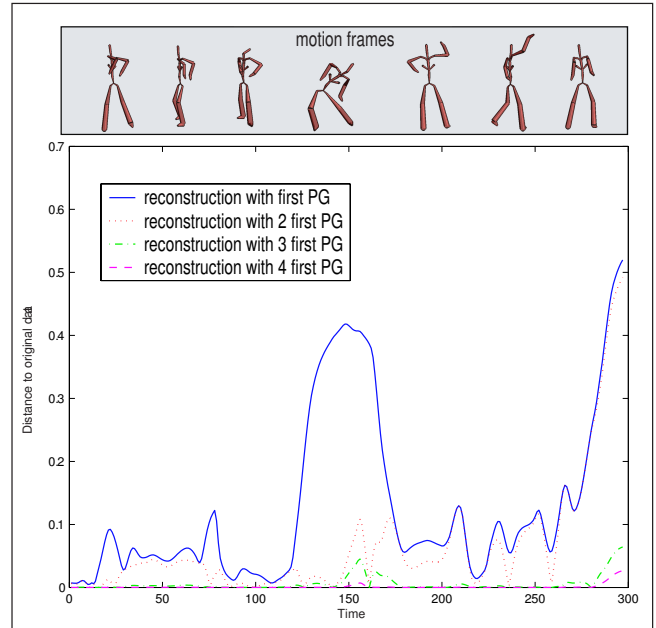 motion frames
0.7
0.6
0.5
0.4
0.3
0.2
0.1
0
reconstruction with first PG
reconstruction with 2 first PG
reconstruction with 3 first PG
reconstruction with 4 first PG
Distance to original
0 50 100 150 200 250 300
Time